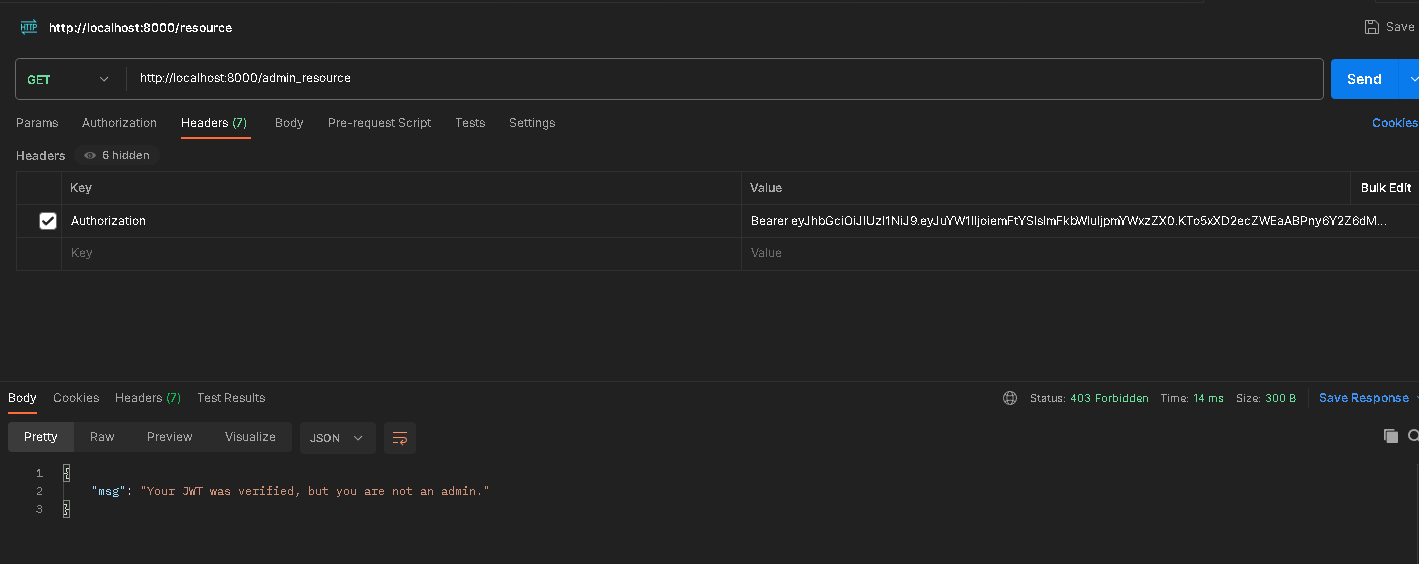 HTTP http://localhost:8000/resource Save
GET http://localhost:8000/admin_resource Send
Params Authorization Headers (7) Body Pre-request Script Tests Settings Cookies
Headers 6 hidden
Key Value Bulk Edit
Authorization Bearer
Key Value
Body Cookies Headers (7) Test Results Status: 403 Forbidden Time: 14 ms Size: 300 B Save Response
Pretty Raw Preview Visualize JSON
1 {
2 "msg": "Your JWT was verified, but you are not an admin."
3 }